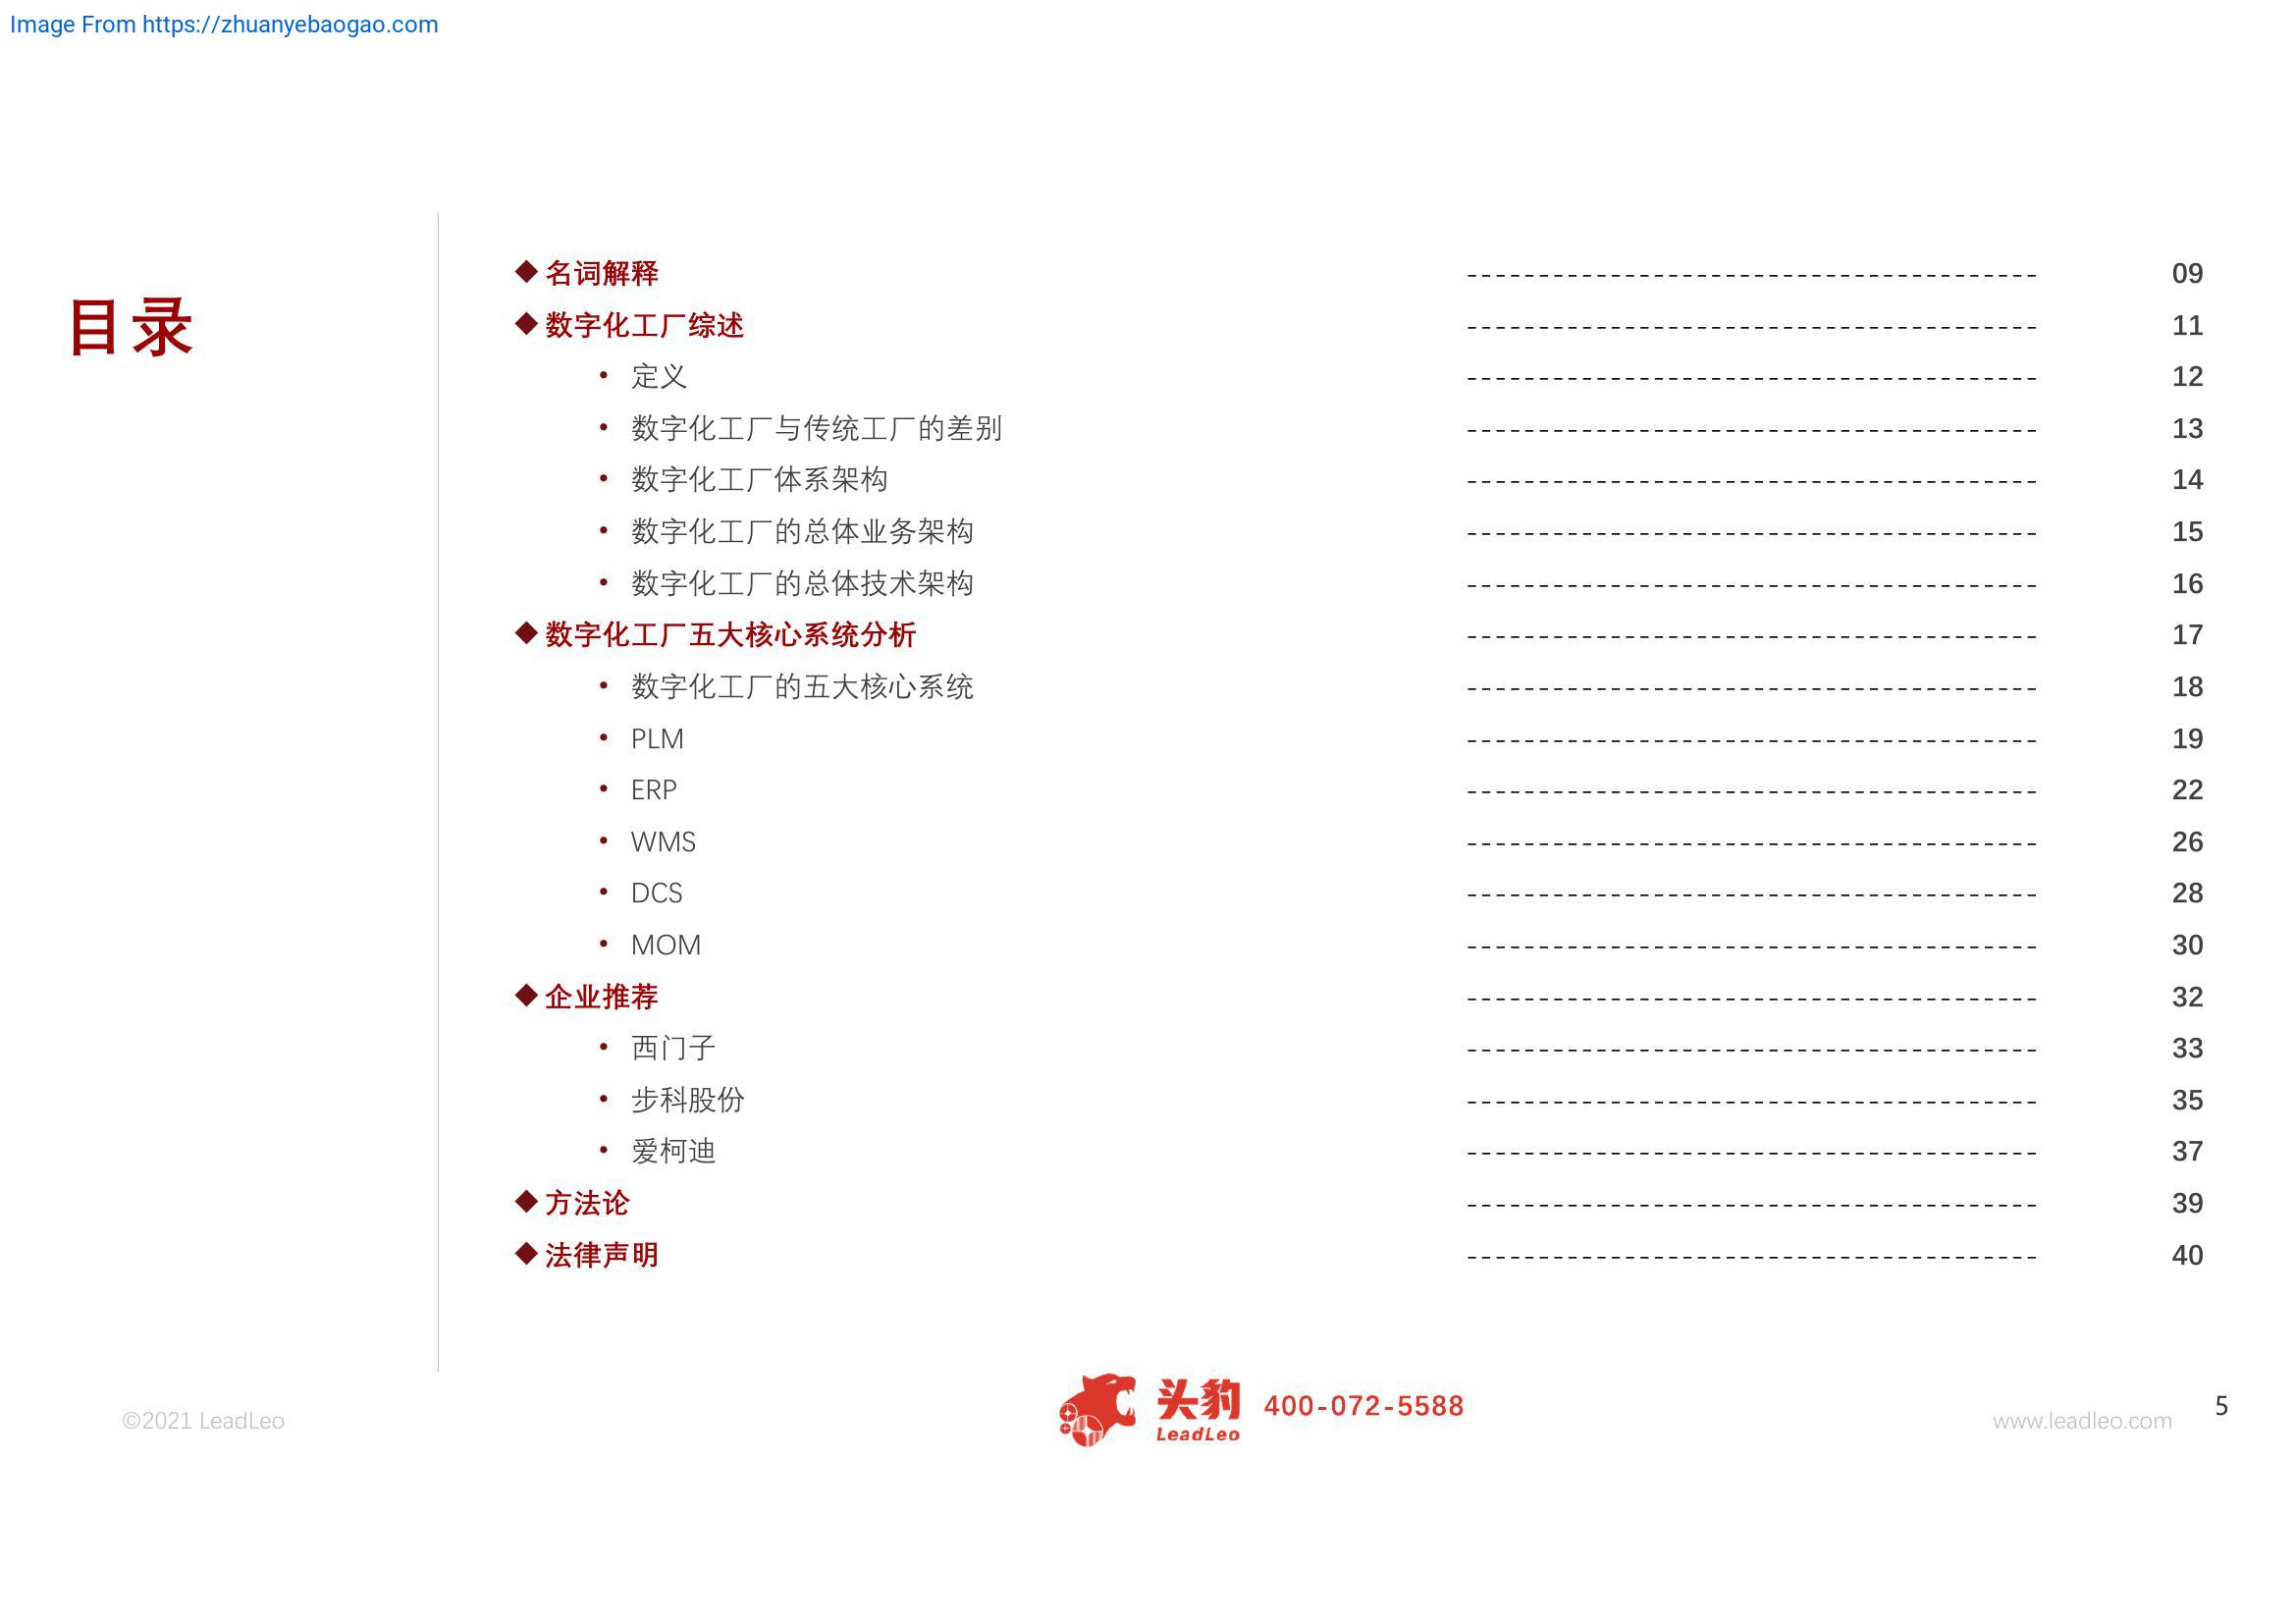 Image From https://zhuanyebaogao.com
目录
◆ 名词解释 ---------------------------------------- 09
◆ 数字化工厂综述 ---------------------------------------- 11
• 定义 ---------------------------------------- 12
• 数字化工厂与传统工厂的差别 ---------------------------------------- 13
• 数字化工厂体系架构 ---------------------------------------- 14
• 数字化工厂的总体业务架构 ---------------------------------------- 15
• 数字化工厂的总体技术架构 ---------------------------------------- 16
◆ 数字化工厂五大核心系统分析 ---------------------------------------- 17
• 数字化工厂的五大核心系统 ---------------------------------------- 18
• PLM ---------------------------------------- 19
• ERP ---------------------------------------- 22
• WMS ---------------------------------------- 26
• DCS ---------------------------------------- 28
• MOM ---------------------------------------- 30
◆ 企业推荐 ---------------------------------------- 32
• 西门子 ---------------------------------------- 33
• 步科股份 ---------------------------------------- 35
• 爱柯迪 ---------------------------------------- 37
◆ 方法论 ---------------------------------------- 39
◆ 法律声明 ---------------------------------------- 40
©2021 LeadLeo
头豹
LeadLeo
400-072-5588
www.leadleo.com
5